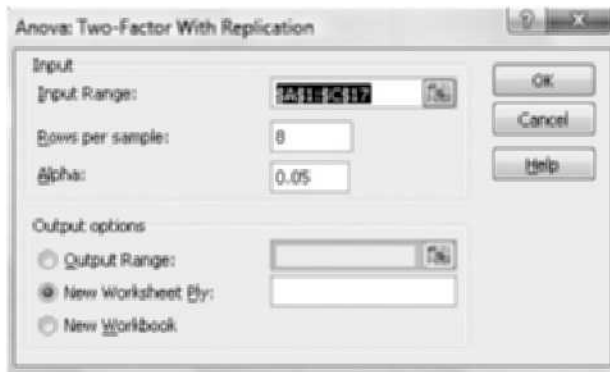 Anova: Two-Factor With Replication
Input
Input Range:
$A$1:$C$17
OK
Rows per sample:
8
Cancel
Alpha:
0.05
Help
Output options
Output Range:
New Worksheet Ply:
New Workbook